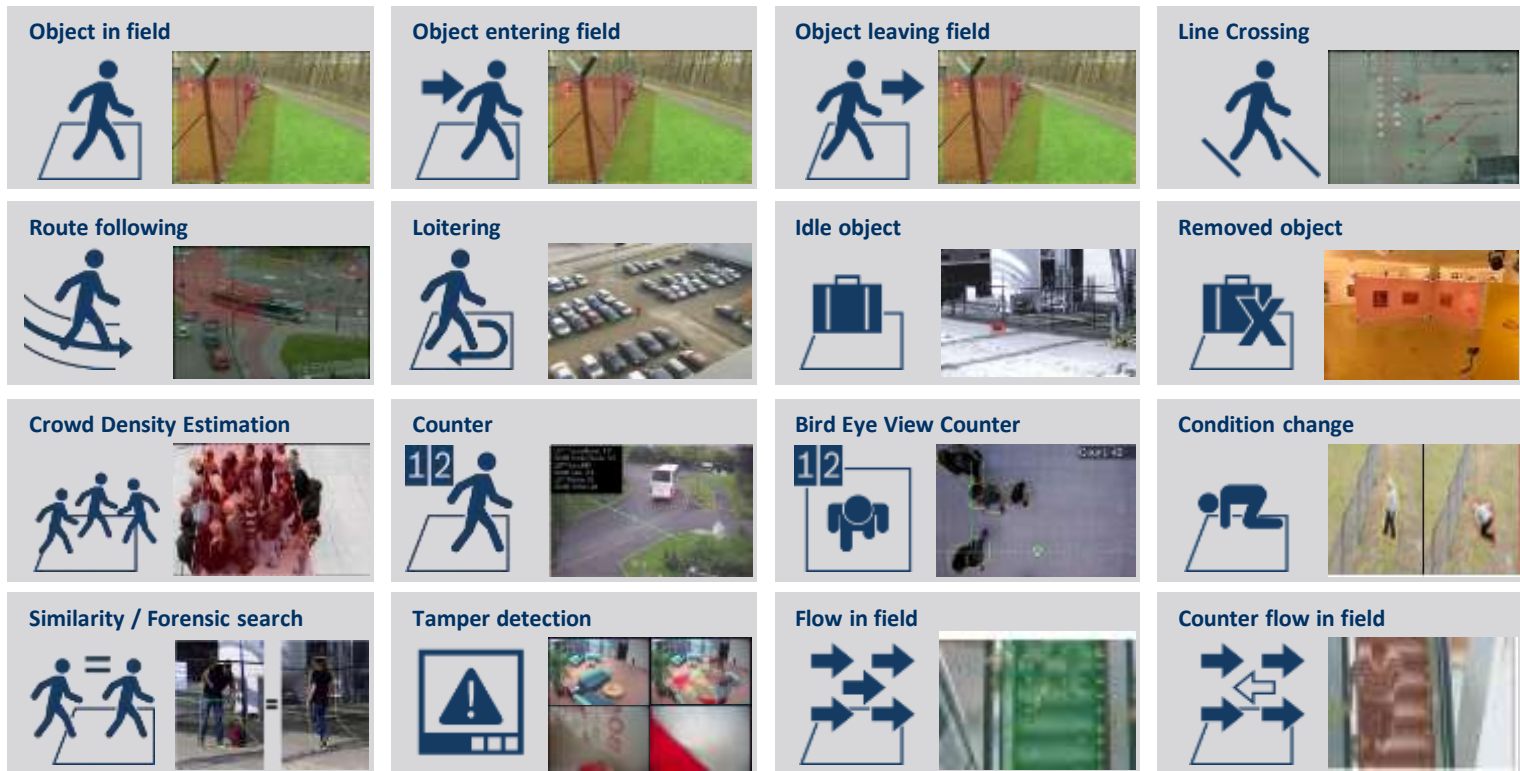 Object in field
Object entering field
Object leaving field
Line Crossing
Route following
Loitering
Idle object
Removed object
Crowd Density Estimation
Counter
Bird Eye View Counter
Condition change
12
12
Similarity / Forensic search
Tamper detection
Flow in field
Counter flow in field